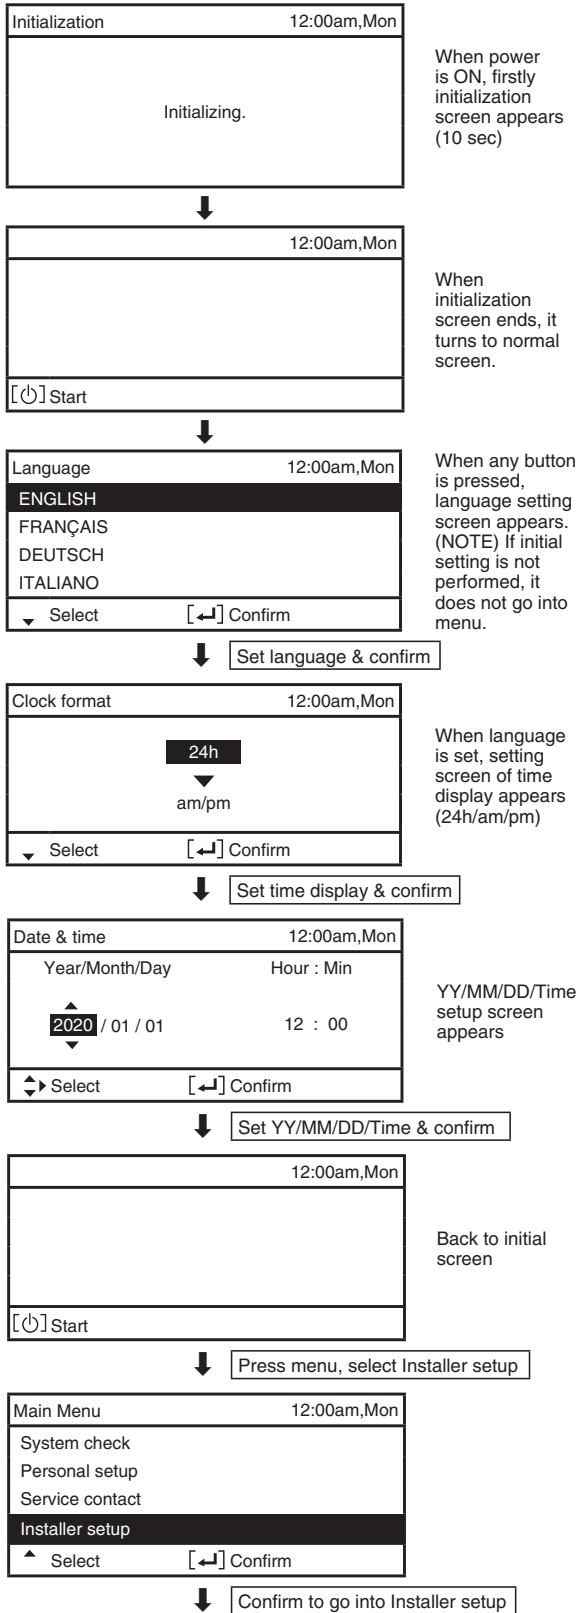 Initialization 12:00am,Mon
Initializing.
When power
is ON, firstly
initialization
screen appears
(10 sec)
12:00am,Mon
[⏻] Start
When
initialization
screen ends, it
turns to normal
screen.
Language 12:00am,Mon
ENGLISH
FRANÇAIS
DEUTSCH
ITALIANO
▼ Select [↵] Confirm
When any button
is pressed,
language setting
screen appears.
(NOTE) If initial
setting is not
performed, it
does not go into
menu.
Set language & confirm
Clock format 12:00am,Mon
24h
am/pm
▼ Select [↵] Confirm
When language
is set, setting
screen of time
display appears
(24h/am/pm)
Set time display & confirm
Date & time 12:00am,Mon
Year/Month/Day Hour : Min
2020 / 01 / 01 12 : 00
Select [↵] Confirm
YY/MM/DD/Time
setup screen
appears
Set YY/MM/DD/Time & confirm
12:00am,Mon
[⏻] Start
Back to initial
screen
Press menu, select Installer setup
Main Menu 12:00am,Mon
System check
Personal setup
Service contact
Installer setup
▲ Select [↵] Confirm
Confirm to go into Installer setup